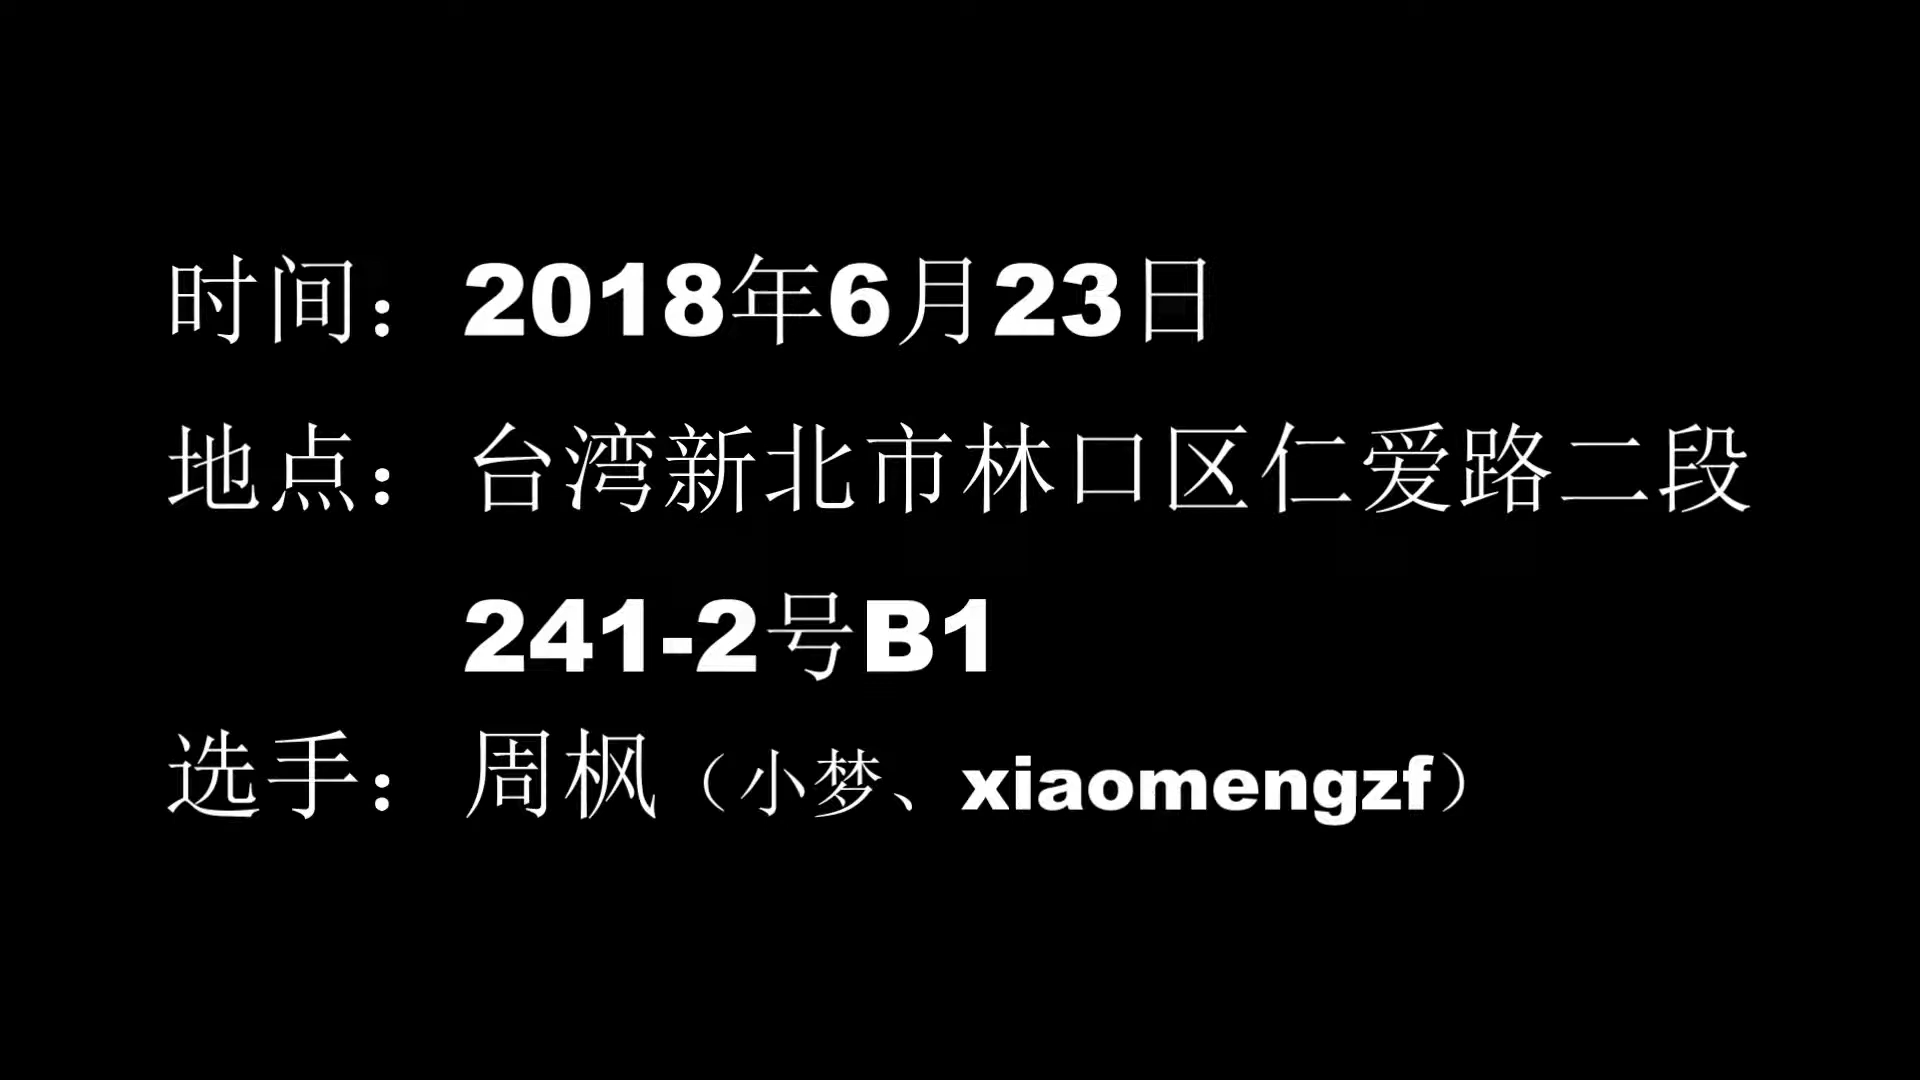 时间：2018年6月23日
地点：台湾新北市林口区仁爱路二段
241-2号B1
选手：周枫（小梦、xiaomengzf）